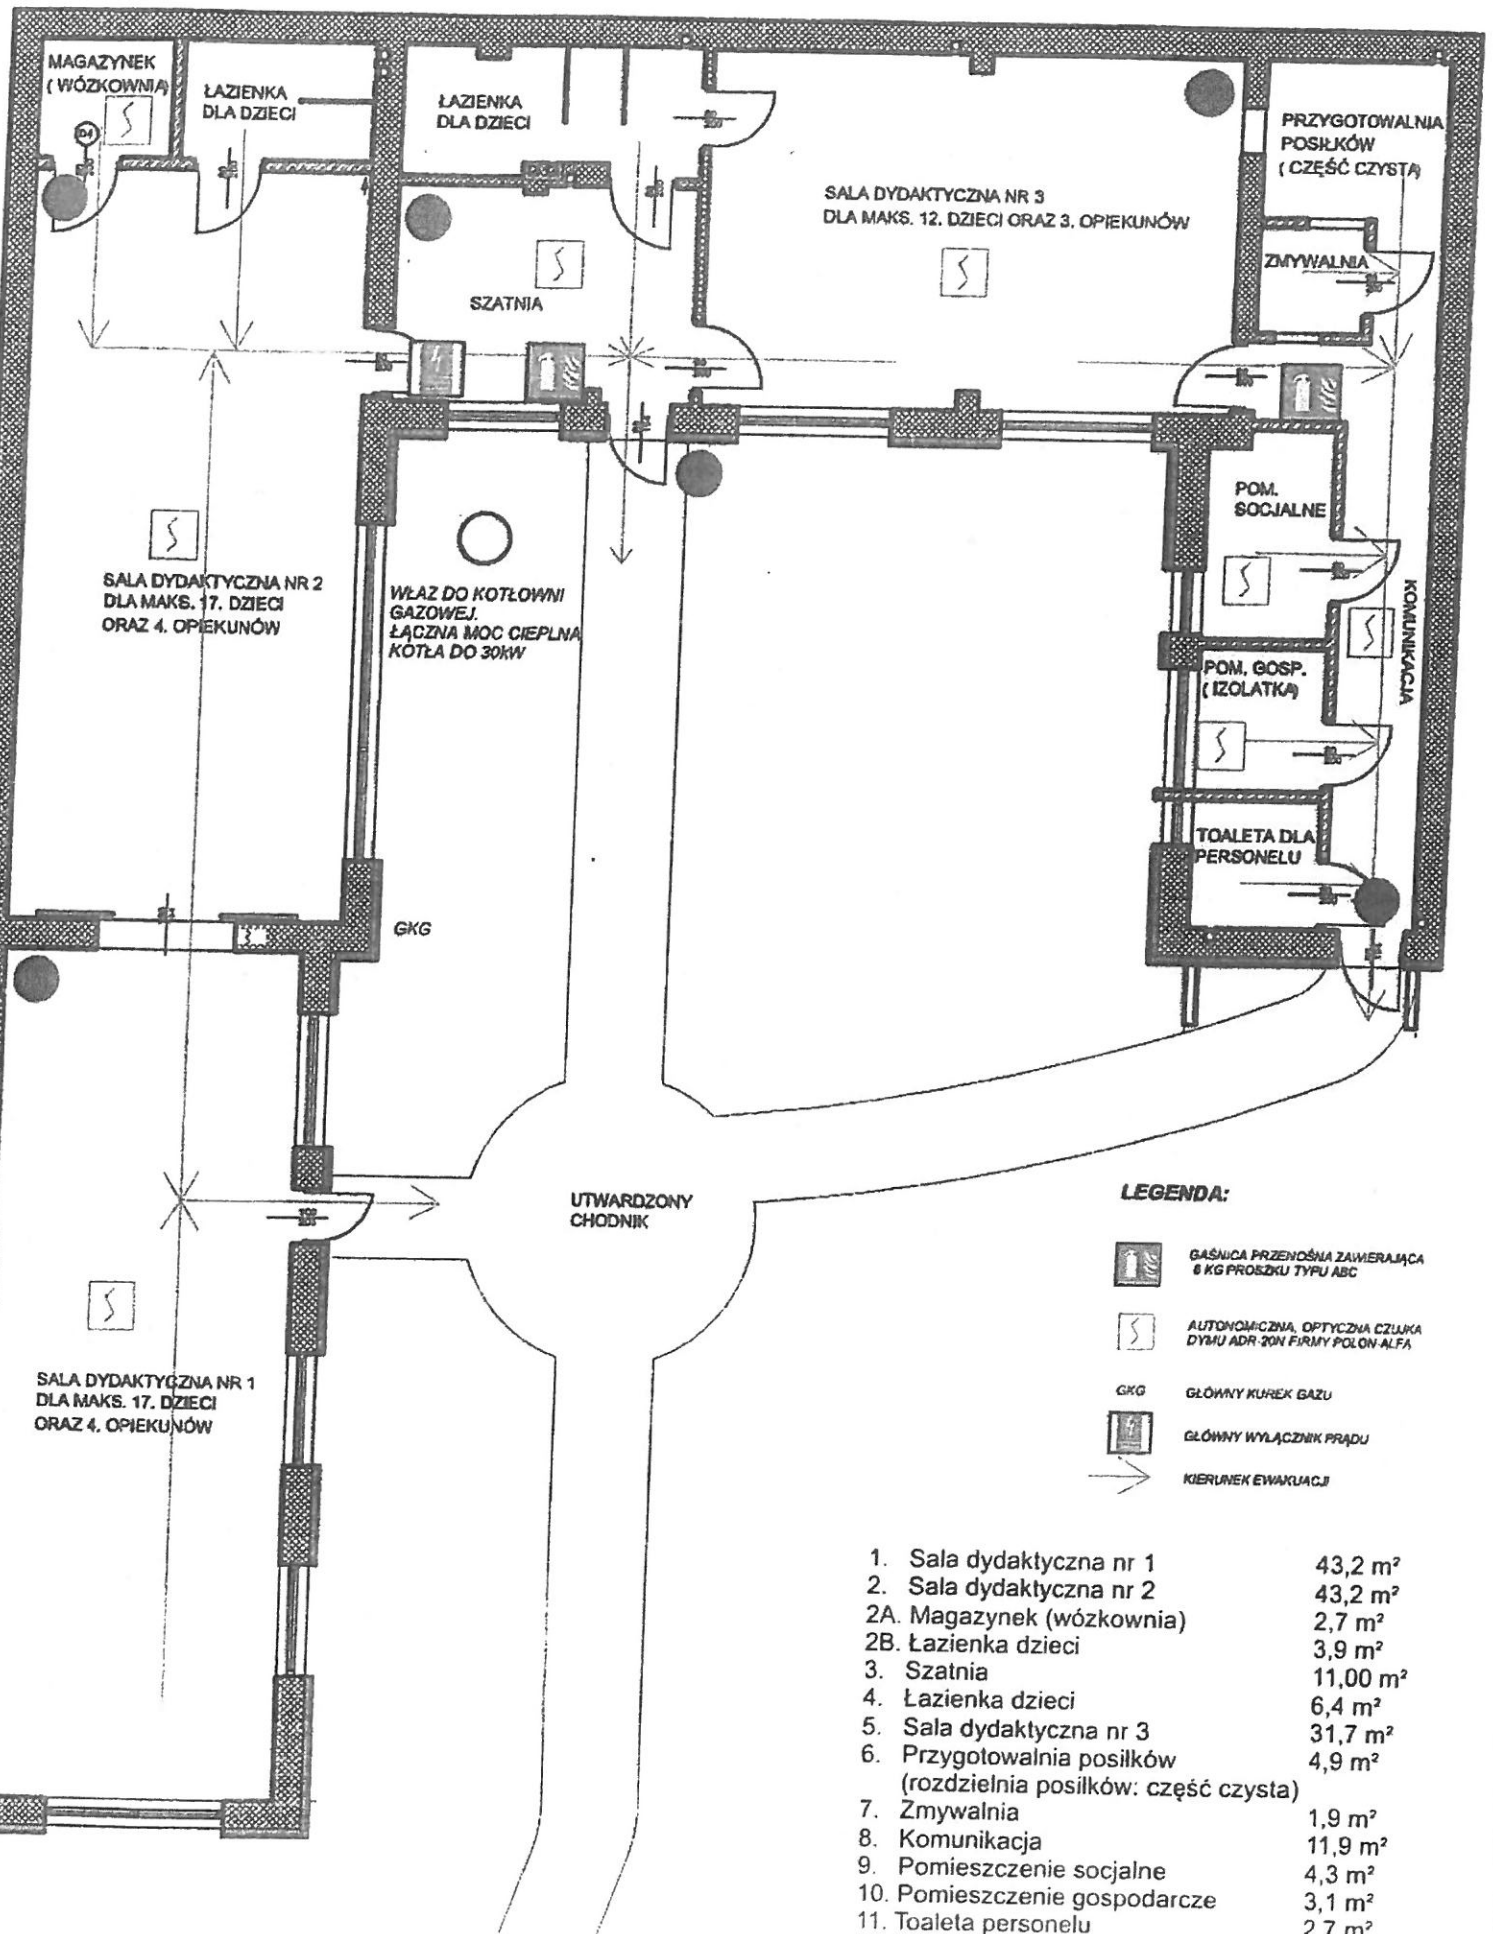 MAGAZYNEK
( WÓZKOWNIA)
D4
ŁAZIENKA
DLA DZIECI
ŁAZIENKA
DLA DZIECI
PRZYGOTOWALNIA
POSIŁKÓW
( CZĘŚĆ CZYSTA)
SALA DYDAKTYCZNA NR 3
DLA MAKS. 12. DZIECI ORAZ 3. OPIEKUNÓW
ZMYWALNIA
SZATNIA
POM.
SOCJALNE
SALA DYDAKTYCZNA NR 2
DLA MAKS. 17. DZIECI
ORAZ 4. OPIEKUNÓW
WŁAZ DO KOTŁOWNI
GAZOWEJ.
ŁĄCZNA MOC CIEPLNA
KOTŁA DO 30kW
KOMUNIKACJA
POM. GOSP.
( IZOLATKA)
TOALETA DLA
PERSONELU
GKG
UTWARDZONY
CHODNIK
SALA DYDAKTYCZNA NR 1
DLA MAKS. 17. DZIECI
ORAZ 4. OPIEKUNÓW
LEGENDA:
GAŚNICA PRZENOŚNA ZAWIERAJĄCA
6 KG PROSZKU TYPU ABC
AUTONOMICZNA, OPTYCZNA CZUJKA
DYMU ADR-20N FIRMY POLON-ALFA
GKG GŁÓWNY KUREK GAZU
GŁÓWNY WYŁĄCZNIK PRĄDU
KIERUNEK EWAKUACJI
1. Sala dydaktyczna nr 1 43,2 m²
2. Sala dydaktyczna nr 2 43,2 m²
2A. Magazynek (wózkownia) 2,7 m²
2B. Łazienka dzieci 3,9 m²
3. Szatnia 11,00 m²
4. Łazienka dzieci 6,4 m²
5. Sala dydaktyczna nr 3 31,7 m²
6. Przygotowalnia posiłków 4,9 m²
(rozdzielnia posiłków: część czysta)
7. Zmywalnia 1,9 m²
8. Komunikacja 11,9 m²
9. Pomieszczenie socjalne 4,3 m²
10. Pomieszczenie gospodarcze 3,1 m²
11. Toaleta personelu 2,7 m²